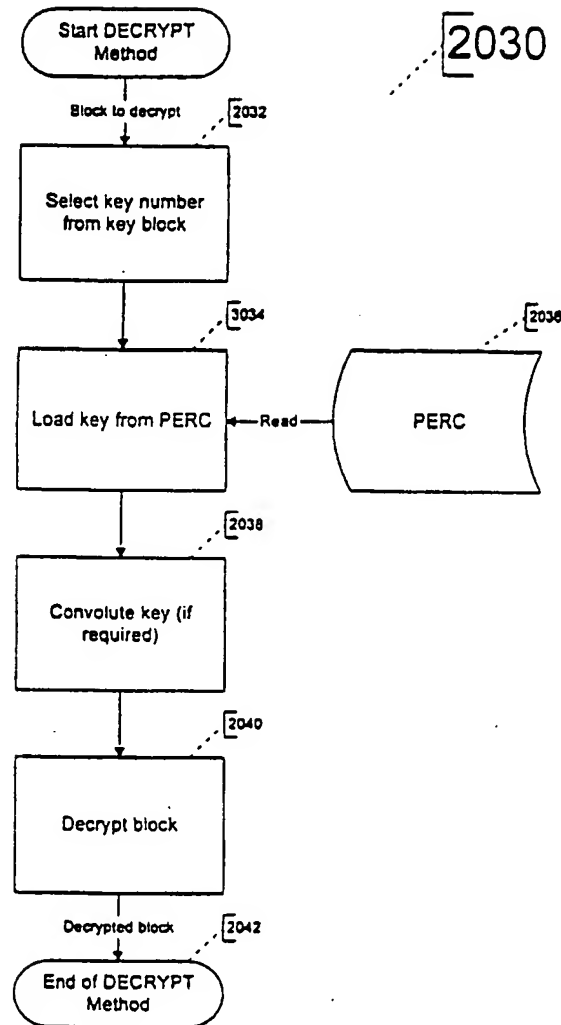 Start DECRYPT
Method
2030
Block to decrypt
2032
Select key number
from key block
3034
2036
Load key from PERC
Read
PERC
2038
Convolute key (if
required)
2040
Decrypt block
Decrypted block
2042
End of DECRYPT
Method